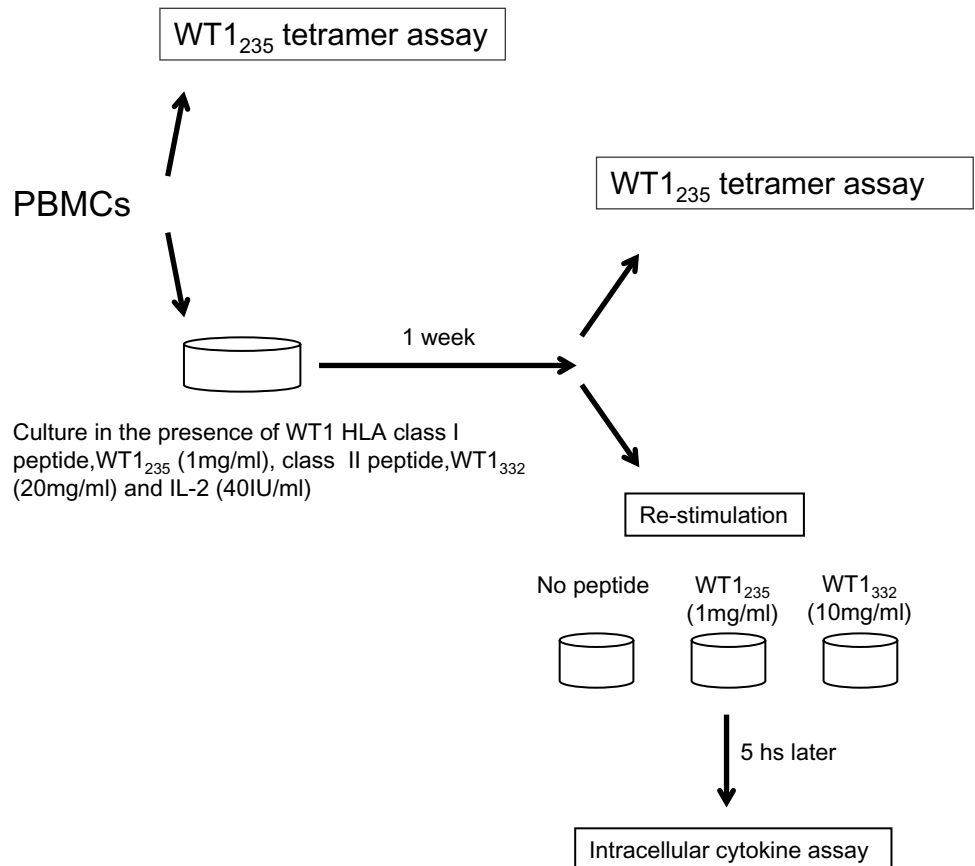 WT1₂₃₅ tetramer assay
PBMCs
WT1₂₃₅ tetramer assay
1 week
Culture in the presence of WT1 HLA class I
peptide,WT1₂₃₅ (1mg/ml), class II peptide,WT1₃₃₂
(20mg/ml) and IL-2 (40IU/ml)
Re-stimulation
No peptide
WT1₂₃₅
(1mg/ml)
WT1₃₃₂
(10mg/ml)
5 hs later
Intracellular cytokine assay